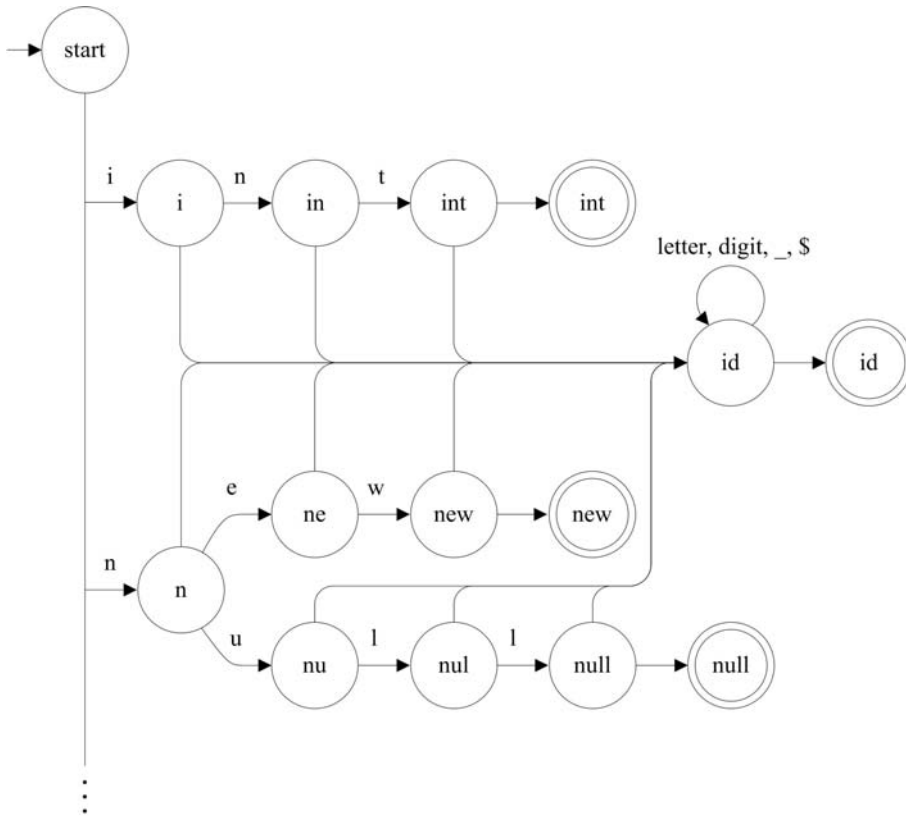 start
i n t
i in int int
letter, digit, _, $
id id
e w
ne new new
n
n
u l l
nu nul null null